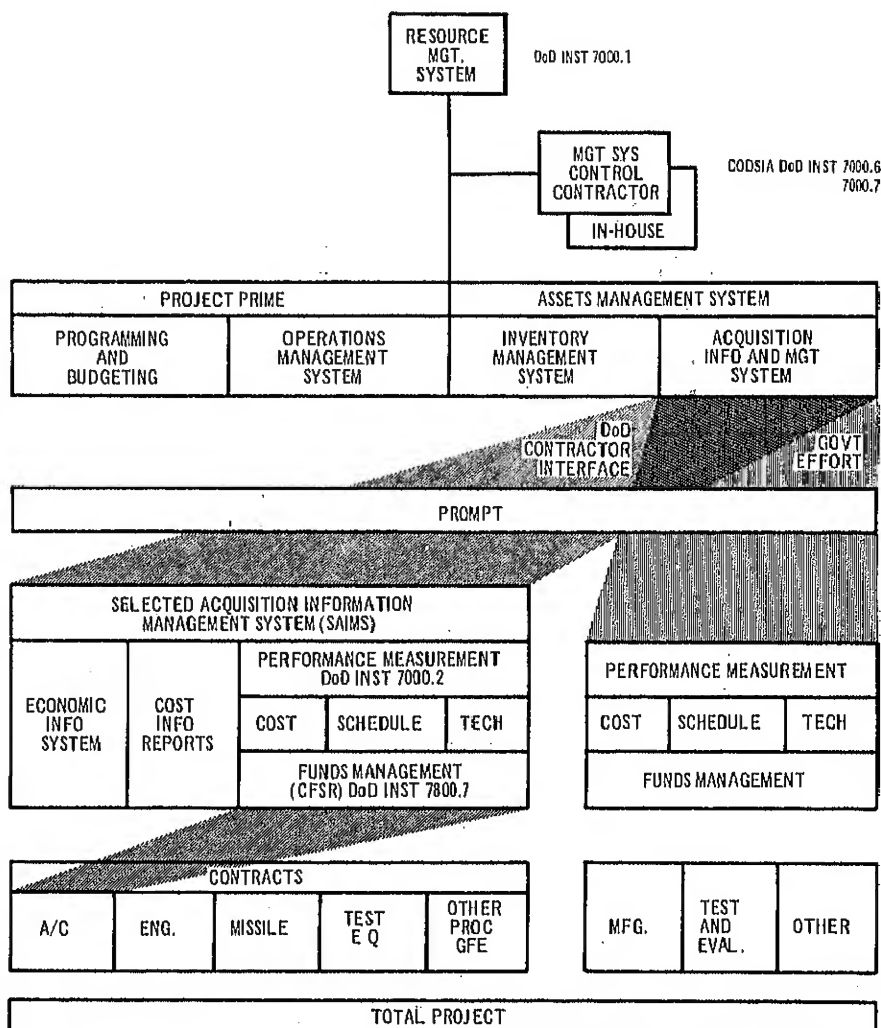 RESOURCE
MGT.
SYSTEM
DoD INST 7000.1
MGT SYS
CONTROL
CONTRACTOR
CODSIA DoD INST 7000.6
7000.7
IN-HOUSE
PROJECT PRIME
ASSETS MANAGEMENT SYSTEM
PROGRAMMING
AND
BUDGETING
OPERATIONS
MANAGEMENT
SYSTEM
INVENTORY
MANAGEMENT
SYSTEM
ACQUISITION
INFO AND MGT
SYSTEM
DoD
CONTRACTOR
INTERFACE
GOVT
EFFORT
PROMPT
SELECTED ACQUISITION INFORMATION
MANAGEMENT SYSTEM (SAIMS)
ECONOMIC
INFO
SYSTEM
COST
INFO
REPORTS
PERFORMANCE MEASUREMENT
DoD INST 7000.2
COST
SCHEDULE
TECH
FUNDS MANAGEMENT
(CFSR) DoD INST 7800.7
PERFORMANCE MEASUREMENT
COST
SCHEDULE
TECH
FUNDS MANAGEMENT
CONTRACTS
A/C
ENG.
MISSILE
TEST
EQ
OTHER
PROC
GFE
MFG.
TEST
AND
EVAL.
OTHER
TOTAL PROJECT